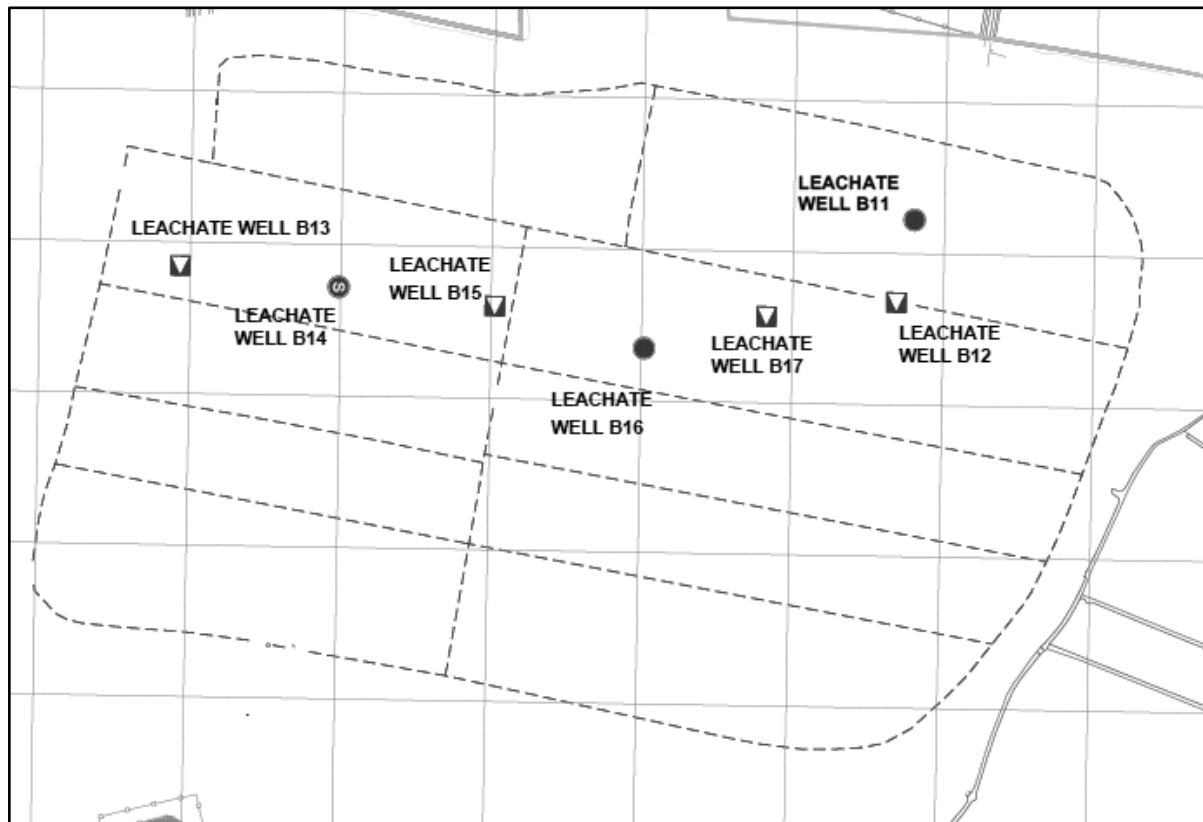 LEACHATE
WELL B11
LEACHATE WELL B13
LEACHATE
WELL B15
S
LEACHATE
WELL B14
LEACHATE
WELL B17
LEACHATE
WELL B12
LEACHATE
WELL B16